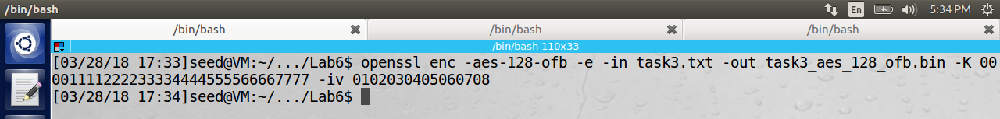 /bin/bash En 5:34 PM
/bin/bash /bin/bash /bin/bash
/bin/bash 110x33
[03/28/18 17:33]seed@VM:~/.../Lab6$ openssl enc -aes-128-ofb -e -in task3.txt -out task3_aes_128_ofb.bin -K 00
001111222233334444555566667777 -iv 0102030405060708
[03/28/18 17:34]seed@VM:~/.../Lab6$